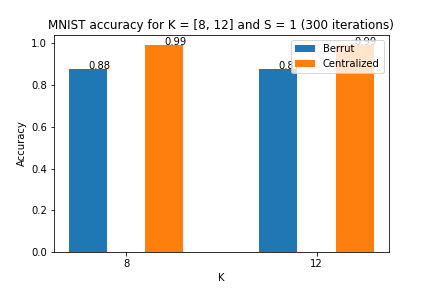 MNIST accuracy for K = [8, 12] and S = 1 (300 iterations)
1.0
0.8
0.6
0.4
0.2
0.0
Accuracy
0.88
0.99
Berrut
Centralized
8
12
K